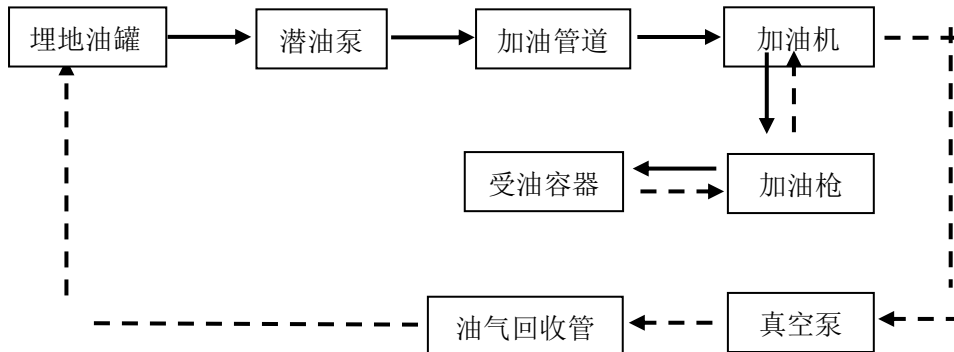 埋地油罐
潜油泵
加油管道
加油机
受油容器
加油枪
油气回收管
真空泵